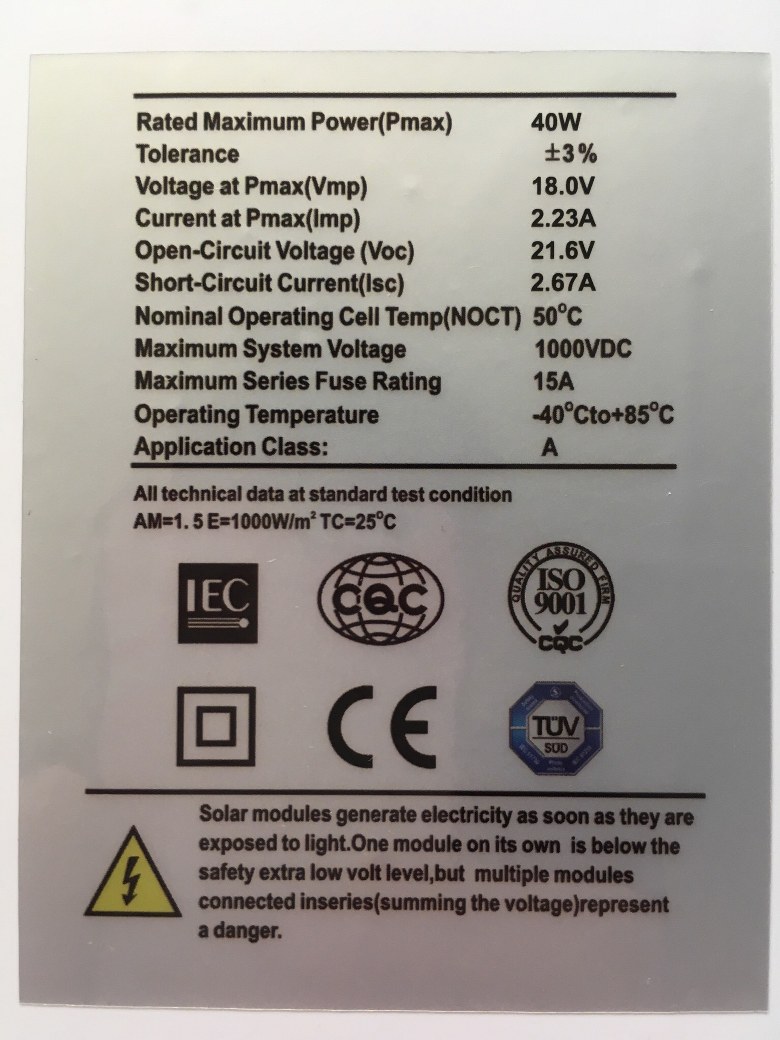 Rated Maximum Power(Pmax) 40W
Tolerance ±3%
Voltage at Pmax(Vmp) 18.0V
Current at Pmax(Imp) 2.23A
Open-Circuit Voltage (Voc) 21.6V
Short-Circuit Current(Isc) 2.67A
Nominal Operating Cell Temp(NOCT) 50°C
Maximum System Voltage 1000VDC
Maximum Series Fuse Rating 15A
Operating Temperature -40°Cto+85°C
Application Class: A
All technical data at standard test condition
AM=1.5 E=1000W/m² TC=25°C
IEC
CQC
QUALITY ASSURED FIRM
ISO
9001
CQC
CE
TÜV
SÜD
Solar modules generate electricity as soon as they are
exposed to light.One module on its own is below the
safety extra low volt level,but multiple modules
connected inseries(summing the voltage)represent
a danger.